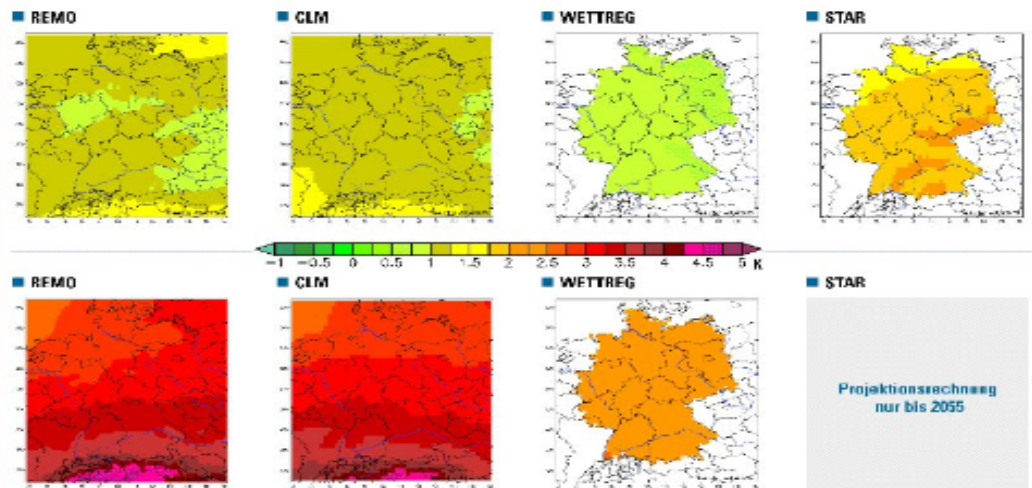 REMO
CLM
WETTREG
STAR
-1 -0.5 0 0.5 1 1.5 2 2.5 3 3.5 4 4.5 5 K
REMO
CLM
WETTREG
STAR
Projektionsrechnung
nur bis 2055